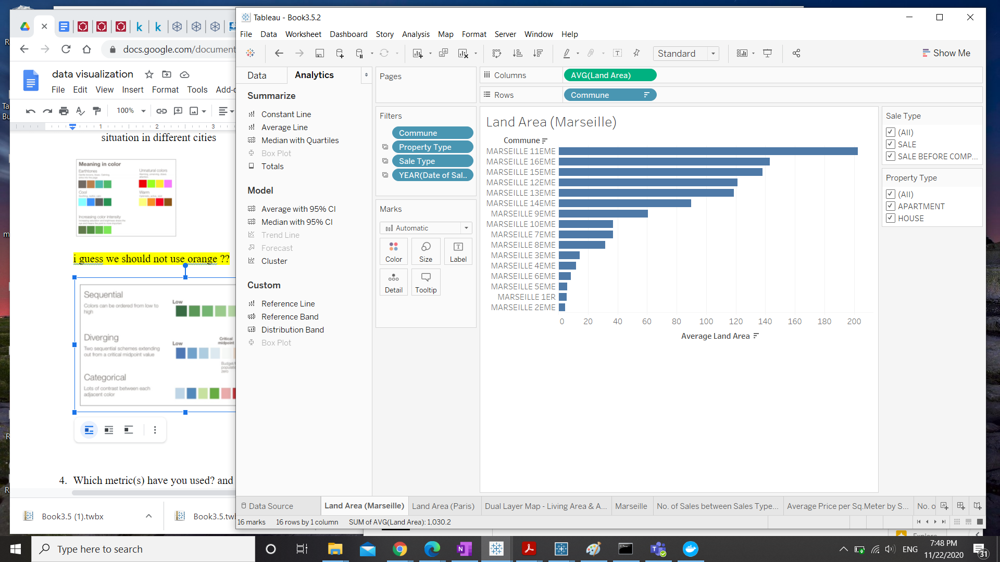 Tableau - Book3.5.2
File Data Worksheet Dashboard Story Analysis Map Format Server Window Help
Standard
Show Me
docs.google.com/document
data visualization
File Edit View Insert Format Tools Add-
100%
1 2 3
situation in different cities
Meaning in color
Earthtones
Unnatural colors
Cool
Warm
Increasing color intensity
i guess we should not use orange ??
Sequential
Colors can be ordered from low to
high
Low
Diverging
Two sequential schemes extending
out from a critical midpoint value
Low
Critical
midpoint
Categorical
Lots of contrast between each
adjacent color
4. Which metric(s) have you used? and
Book3.5 (1).twbx
Book3.5.tw
Data
Analytics
Summarize
Constant Line
Average Line
Median with Quartiles
Box Plot
Totals
Model
Average with 95% CI
Median with 95% CI
Trend Line
Forecast
Cluster
Custom
Reference Line
Reference Band
Distribution Band
Box Plot
Pages
Filters
Commune
Property Type
Sale Type
YEAR(Date of Sal..
Marks
Automatic
Color
Size
Label
Detail
Tooltip
Columns
AVG(Land Area)
Rows
Commune
Land Area (Marseille)
Commune
MARSEILLE 11EME
MARSEILLE 16EME
MARSEILLE 15EME
MARSEILLE 12EME
MARSEILLE 13EME
MARSEILLE 14EME
MARSEILLE 9EME
MARSEILLE 10EME
MARSEILLE 7EME
MARSEILLE 8EME
MARSEILLE 3EME
MARSEILLE 4EME
MARSEILLE 6EME
MARSEILLE 5EME
MARSEILLE 1ER
MARSEILLE 2EME
0 20 40 60 80 100 120 140 160 180 200
Average Land Area
Sale Type
(All)
SALE
SALE BEFORE COMP...
Property Type
(All)
APARTMENT
HOUSE
Data Source
Land Area (Marseille)
Land Area (Paris)
Dual Layer Map - Living Area & A...
Marseille
No. of Sales between Sales Type...
Average Price per Sq.Meter by S...
No. o
16 marks
16 rows by 1 column
SUM of AVG(Land Area): 1,030.2
Type here to search
ENG
7:48 PM
11/22/2020
31